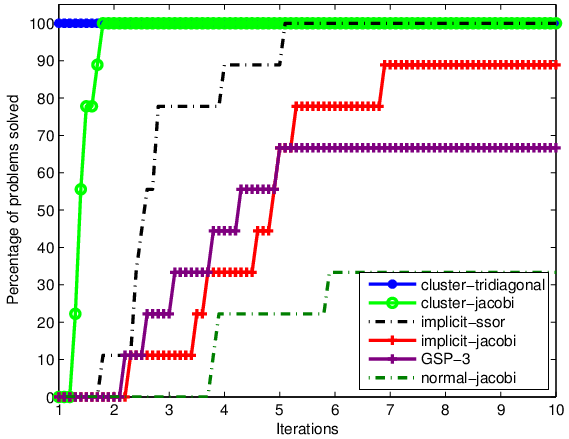 Percentage of problems solved
100
90
80
70
60
50
40
30
20
10
0
1 2 3 4 5 6 7 8 9 10
Iterations
cluster-tridiagonal
cluster-jacobi
implicit-ssor
implicit-jacobi
GSP-3
normal-jacobi